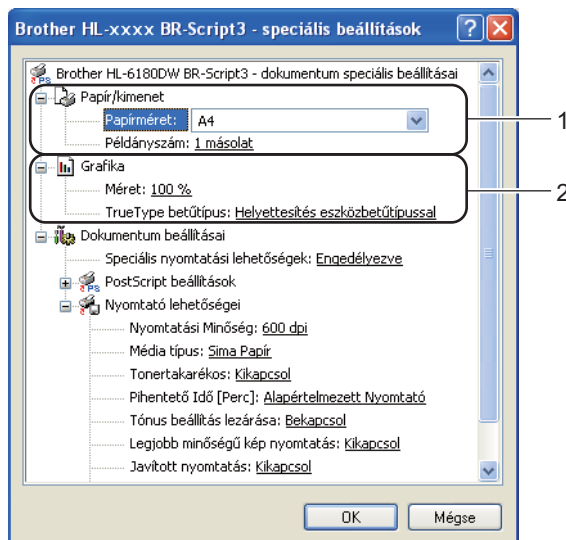 Brother HL-xxxx BR-Script3 - speciális beállítások
Brother HL-6180DW BR-Script3 - dokumentum speciális beállításai
Papír/kimenet
Papírméret: A4
1
Példányszám: 1 másolat
Grafika
Méret: 100 %
2
TrueType betűtípus: Helyettesítés eszközbetűtípussal
Dokumentum beállításai
Speciális nyomtatási lehetőségek: Engedélyezve
PostScript beállítások
Nyomtató lehetőségei
Nyomtatási Minőség: 600 dpi
Média típus: Sima Papír
Tonertakarékos: Kikapcsol
Pihentető Idő [Perc]: Alapértelmezett Nyomtató
Tónus beállítás lezárása: Bekapcsol
Legjobb minőségű kép nyomtatás: Kikapcsol
Javított nyomtatás: Kikapcsol
OK Mégse